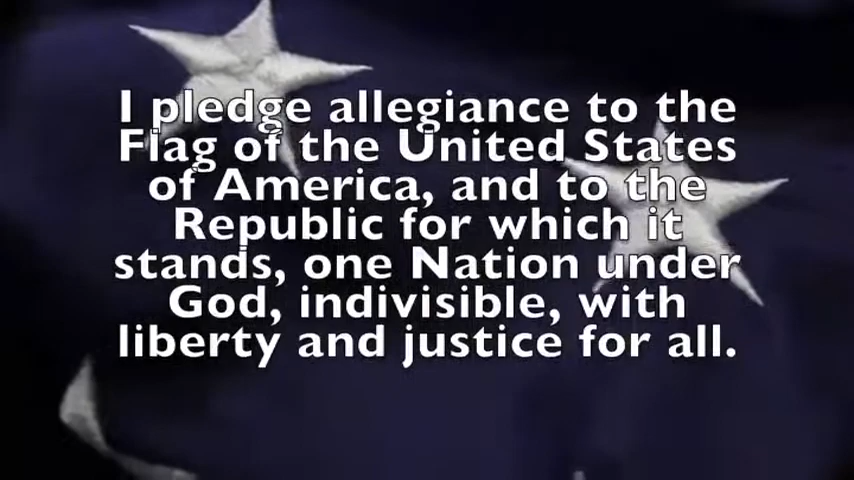 I pledge allegiance to the
Flag of the United States
of America, and to the
Republic for which it
stands, one Nation under
God, indivisible, with
liberty and justice for all.